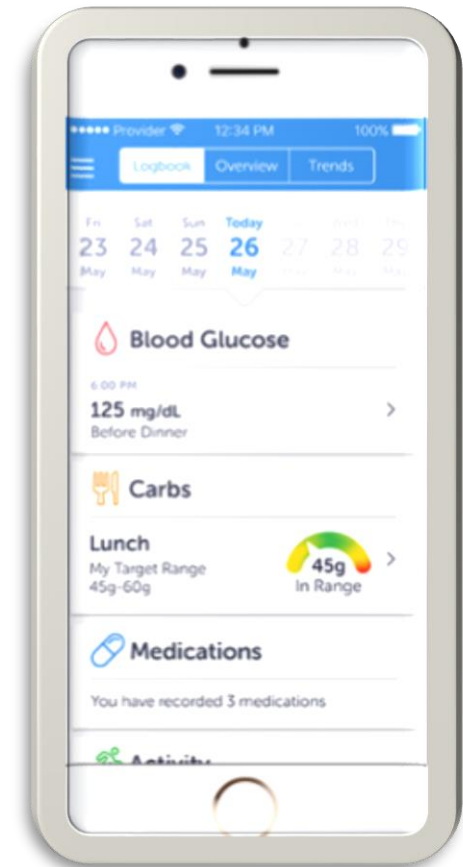 Provider 12:34 PM 100%
Logbook Overview Trends
Fri Sat Sun Today
23 24 25 26 27 28 29
May May May May
Blood Glucose
6:00 PM
125 mg/dL
Before Dinner
Carbs
Lunch
My Target Range
45g-60g
45g
In Range
Medications
You have recorded 3 medications
Activity